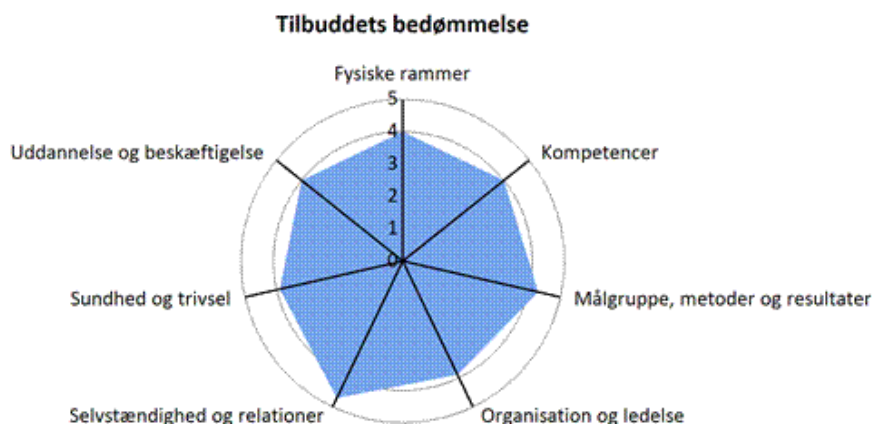 Tilbuddets bedømmelse
Fysiske rammer
5
4
3
2
1
0
Kompetencer
Målgruppe, metoder og resultater
Organisation og ledelse
Selvstændighed og relationer
Sundhed og trivsel
Uddannelse og beskæftigelse